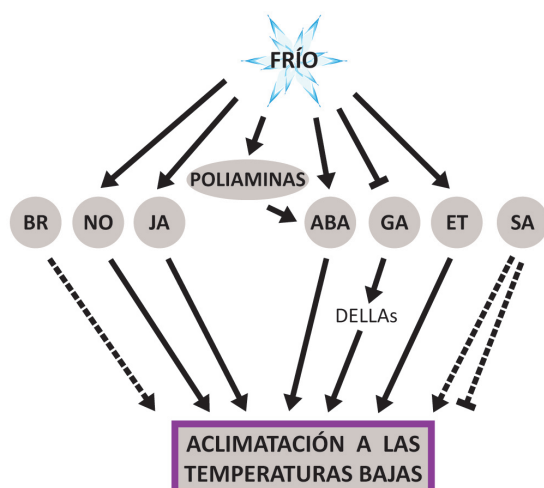 FRÍO
POLIAMINAS
BR NO JA ABA GA ET SA
DELLAs
ACLIMATACIÓN A LAS
TEMPERATURAS BAJAS